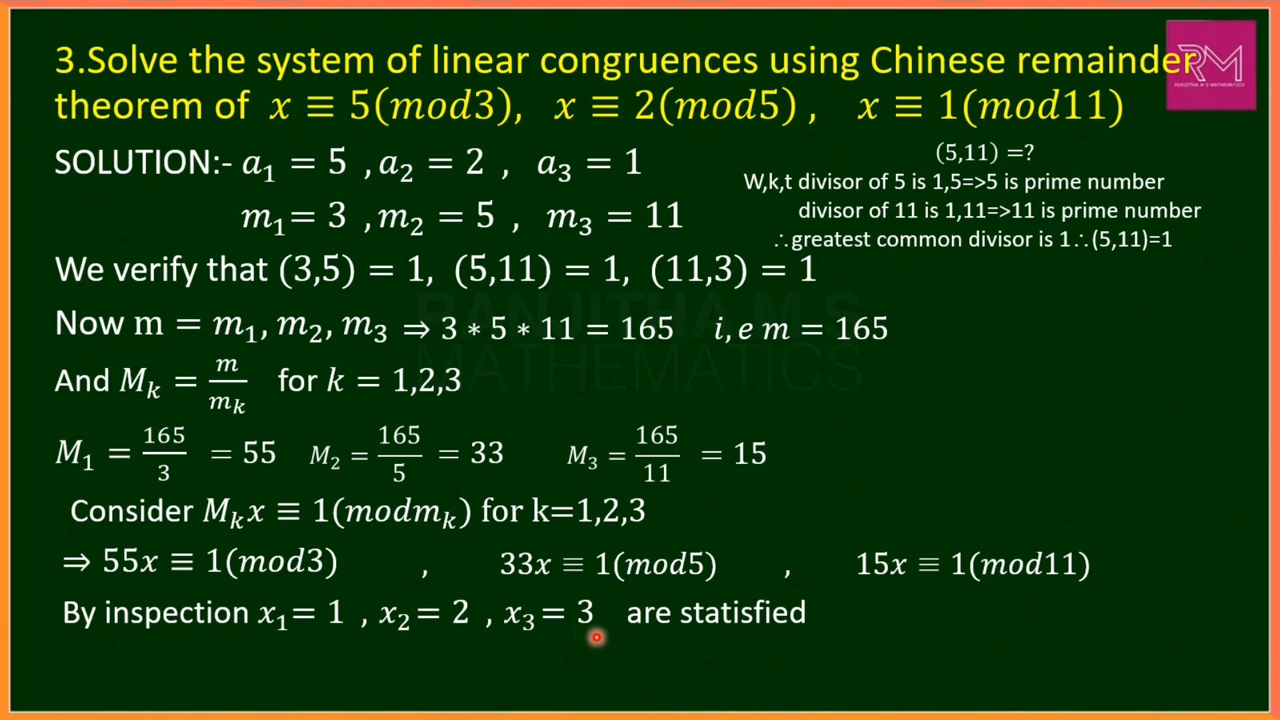 3.Solve the system of linear congruences using Chinese remainder
theorem of x ≡ 5(mod3), x ≡ 2(mod5) , x ≡ 1(mod11)
RM
RANJITHA M S MATHEMATICS
SOLUTION:- a₁ = 5 , a₂ = 2 , a₃ = 1
m₁= 3 , m₂ = 5 , m₃ = 11
(5,11) =?
W,k,t divisor of 5 is 1,5=>5 is prime number
divisor of 11 is 1,11=>11 is prime number
∴greatest common divisor is 1∴(5,11)=1
We verify that (3,5) = 1, (5,11) = 1, (11,3) = 1
RANJITHA M S
MATHEMATICS
Now m = m₁, m₂, m₃ ⇒ 3 * 5 * 11 = 165 i, e m = 165
And Mₖ = m/mₖ for k = 1,2,3
M₁ = 165/3 = 55 M₂ = 165/5 = 33 M₃ = 165/11 = 15
Consider Mₖx ≡ 1(modmₖ) for k=1,2,3
⇒ 55x ≡ 1(mod3) , 33x ≡ 1(mod5) , 15x ≡ 1(mod11)
By inspection x₁= 1 , x₂= 2 , x₃= 3 are statisfied